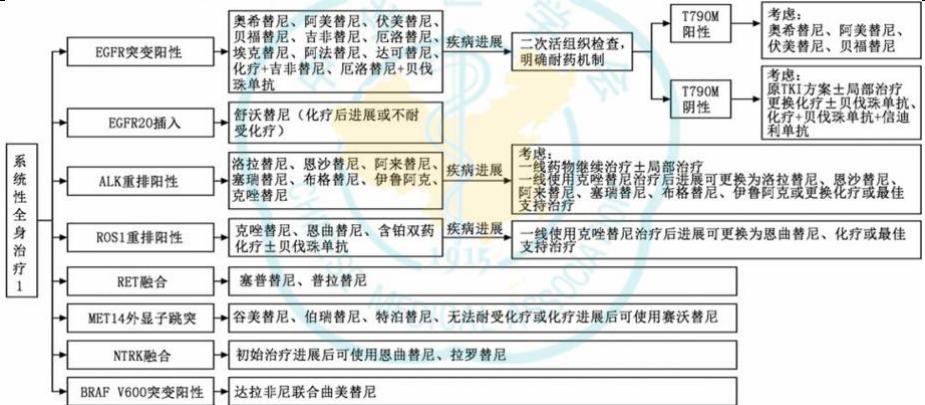 系统性全身治疗1
EGFR突变阳性
奥希替尼、阿美替尼、伏美替尼、
贝福替尼、吉非替尼、厄洛替尼、
埃克替尼、阿法替尼、达可替尼、
化疗+吉非替尼、厄洛替尼+贝伐
珠单抗
疾病进展
二次活组织检查,
明确耐药机制
T790M
阳性
考虑:
奥希替尼、阿美替尼、
伏美替尼、贝福替尼
T790M
阴性
考虑:
原TKI方案±局部治疗
更换化疗±贝伐珠单抗、
化疗+贝伐珠单抗+信迪
利单抗
EGFR20插入
舒沃替尼（化疗后进展或不耐
受化疗）
ALK重排阳性
洛拉替尼、恩沙替尼、阿来替尼、
塞瑞替尼、布格替尼、伊鲁阿克、
克唑替尼
疾病进展
考虑:
一线药物继续治疗±局部治疗
一线使用克唑替尼治疗后进展可更换为洛拉替尼、恩沙替尼、
阿来替尼、塞瑞替尼、布格替尼、伊鲁阿克或更换化疗或最佳
支持治疗
ROS1重排阳性
克唑替尼、恩曲替尼、含铂双药
化疗±贝伐珠单抗
疾病进展
一线使用克唑替尼治疗后进展可更换为恩曲替尼、化疗或最佳
支持治疗
RET融合
塞普替尼、普拉替尼
MET14外显子跳突
谷美替尼、伯瑞替尼、特泊替尼、无法耐受化疗或化疗进展后可使用赛沃替尼
NTRK融合
初始治疗进展后可使用恩曲替尼、拉罗替尼
BRAF V600突变阳性
达拉非尼联合曲美替尼
1915